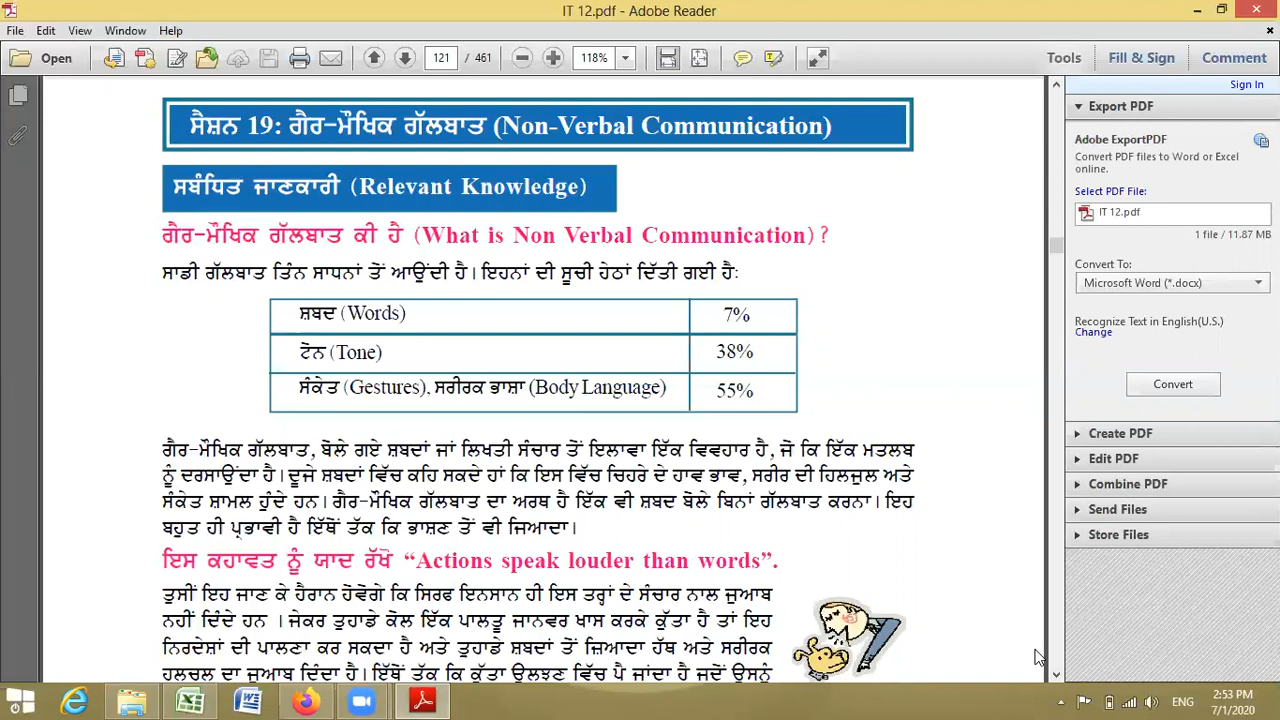 IT 12.pdf - Adobe Reader
File Edit View Window Help
Open 121 / 461 118% Tools Fill & Sign Comment
Sign In
Export PDF
Adobe ExportPDF
Convert PDF files to Word or Excel online.
Select PDF File:
IT 12.pdf
1 file / 11.87 MB
Convert To:
Microsoft Word (*.docx)
Recognize Text in English(U.S.)
Change
Convert
Create PDF
Edit PDF
Combine PDF
Send Files
Store Files
ਸੈਸ਼ਨ 19: ਗੈਰ-ਮੌਖਿਕ ਗੱਲਬਾਤ (Non-Verbal Communication)
ਸਬੰਧਿਤ ਜਾਣਕਾਰੀ (Relevant Knowledge)
ਗੈਰ-ਮੌਖਿਕ ਗੱਲਬਾਤ ਕੀ ਹੈ (What is Non Verbal Communication)?
ਸਾਡੀ ਗੱਲਬਾਤ ਤਿੰਨ ਸਾਧਨਾਂ ਤੋਂ ਆਉਂਦੀ ਹੈ। ਇਹਨਾਂ ਦੀ ਸੂਚੀ ਹੇਠਾਂ ਦਿੱਤੀ ਗਈ ਹੈ:
ਸ਼ਬਦ (Words) 7%
ਟੋਨ (Tone) 38%
ਸੰਕੇਤ (Gestures), ਸਰੀਰਕ ਭਾਸ਼ਾ (Body Language) 55%
ਗੈਰ-ਮੌਖਿਕ ਗੱਲਬਾਤ, ਬੋਲੇ ਗਏ ਸ਼ਬਦਾਂ ਜਾਂ ਲਿਖਤੀ ਸੰਚਾਰ ਤੋਂ ਇਲਾਵਾ ਇੱਕ ਵਿਵਹਾਰ ਹੈ, ਜੋ ਕਿ ਇੱਕ ਮਤਲਬ
ਨੂੰ ਦਰਸਾਉਂਦਾ ਹੈ। ਦੂਜੇ ਸ਼ਬਦਾਂ ਵਿੱਚ ਕਹਿ ਸਕਦੇ ਹਾਂ ਕਿ ਇਸ ਵਿੱਚ ਚਿਹਰੇ ਦੇ ਹਾਵ ਭਾਵ, ਸਰੀਰ ਦੀ ਹਿਲਜੁਲ ਅਤੇ
ਸੰਕੇਤ ਸ਼ਾਮਲ ਹੁੰਦੇ ਹਨ। ਗੈਰ-ਮੌਖਿਕ ਗੱਲਬਾਤ ਦਾ ਅਰਥ ਹੈ ਇੱਕ ਵੀ ਸ਼ਬਦ ਬੋਲੇ ਬਿਨਾਂ ਗੱਲਬਾਤ ਕਰਨਾ। ਇਹ
ਬਹੁਤ ਹੀ ਪ੍ਰਭਾਵੀ ਹੈ ਇੱਥੋਂ ਤੱਕ ਕਿ ਭਾਸ਼ਣ ਤੋਂ ਵੀ ਜਿਆਦਾ।
ਇਸ ਕਹਾਵਤ ਨੂੰ ਯਾਦ ਰੱਖੋ “Actions speak louder than words”.
ਤੁਸੀਂ ਇਹ ਜਾਣ ਕੇ ਹੈਰਾਨ ਹੋਵੋਗੇ ਕਿ ਸਿਰਫ ਇਨਸਾਨ ਹੀ ਇਸ ਤਰ੍ਹਾਂ ਦੇ ਸੰਚਾਰ ਨਾਲ ਜੁਆਬ
ਨਹੀਂ ਦਿੰਦੇ ਹਨ । ਜੇਕਰ ਤੁਹਾਡੇ ਕੋਲ ਇੱਕ ਪਾਲਤੂ ਜਾਨਵਰ ਖਾਸ ਕਰਕੇ ਕੁੱਤਾ ਹੈ ਤਾਂ ਇਹ
ਨਿਰਦੇਸ਼ਾਂ ਦੀ ਪਾਲਣਾ ਕਰ ਸਕਦਾ ਹੈ ਅਤੇ ਤੁਹਾਡੇ ਸ਼ਬਦਾਂ ਤੋਂ ਜ਼ਿਆਦਾ ਹੱਥ ਅਤੇ ਸਰੀਰਕ
ਹਲਚਲ ਦਾ ਜੁਆਬ ਦਿੰਦਾ ਹੈ। ਇੱਥੋਂ ਤੱਕ ਕਿ ਕੁੱਤਾ ਉਲਝਣ ਵਿੱਚ ਪੈ ਜਾਂਦਾ ਹੈ ਜਦੋਂ ਉਸਨੂੰ
ENG 2:53 PM
7/1/2020